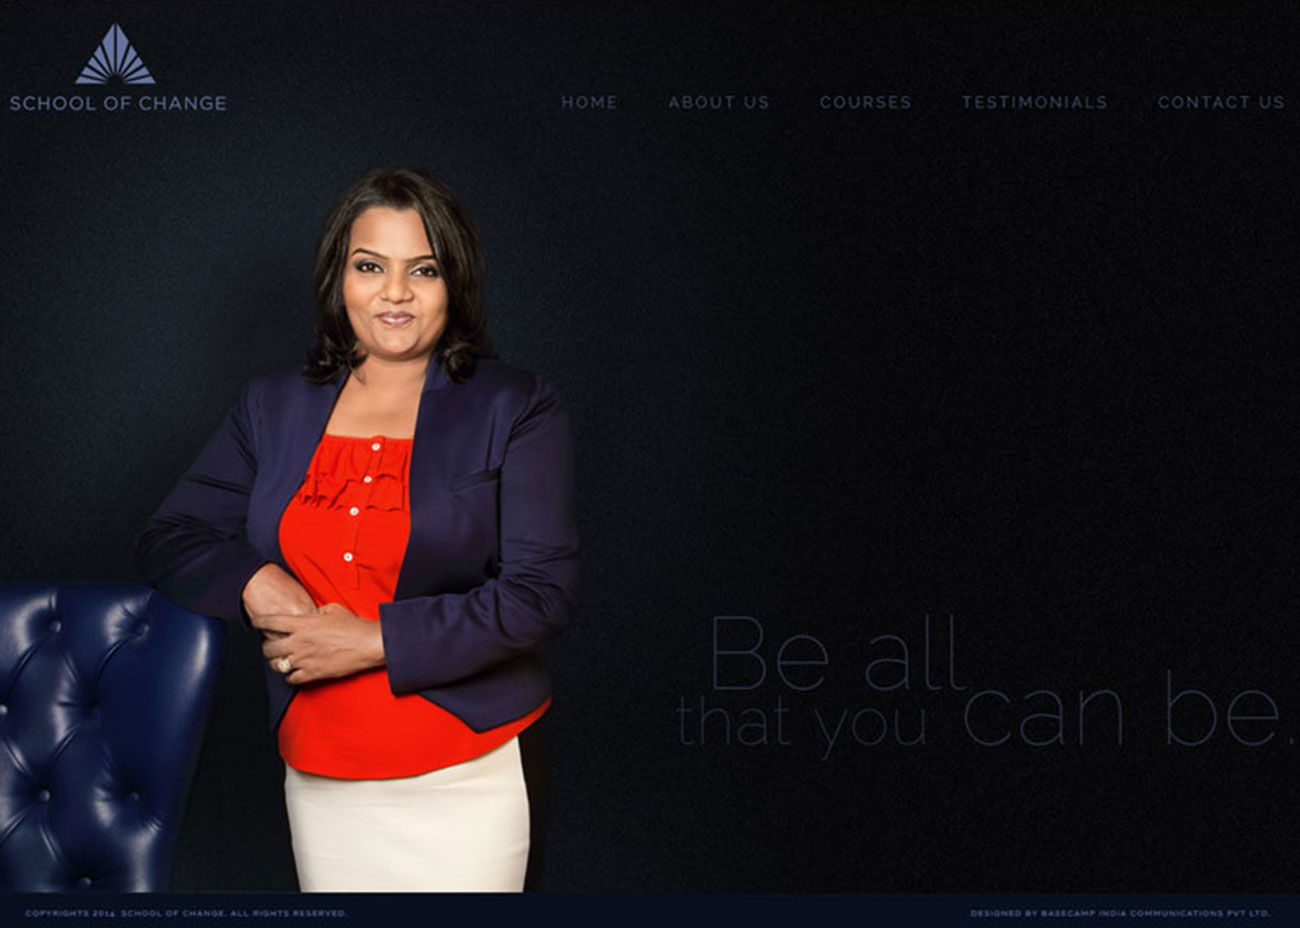 SCHOOL OF CHANGE
HOME ABOUT US COURSES TESTIMONIALS CONTACT US
Be all
that you can be.
COPYRIGHTS 2014. SCHOOL OF CHANGE. ALL RIGHTS RESERVED.
DESIGNED BY BASECAMP INDIA COMMUNICATIONS PVT LTD.